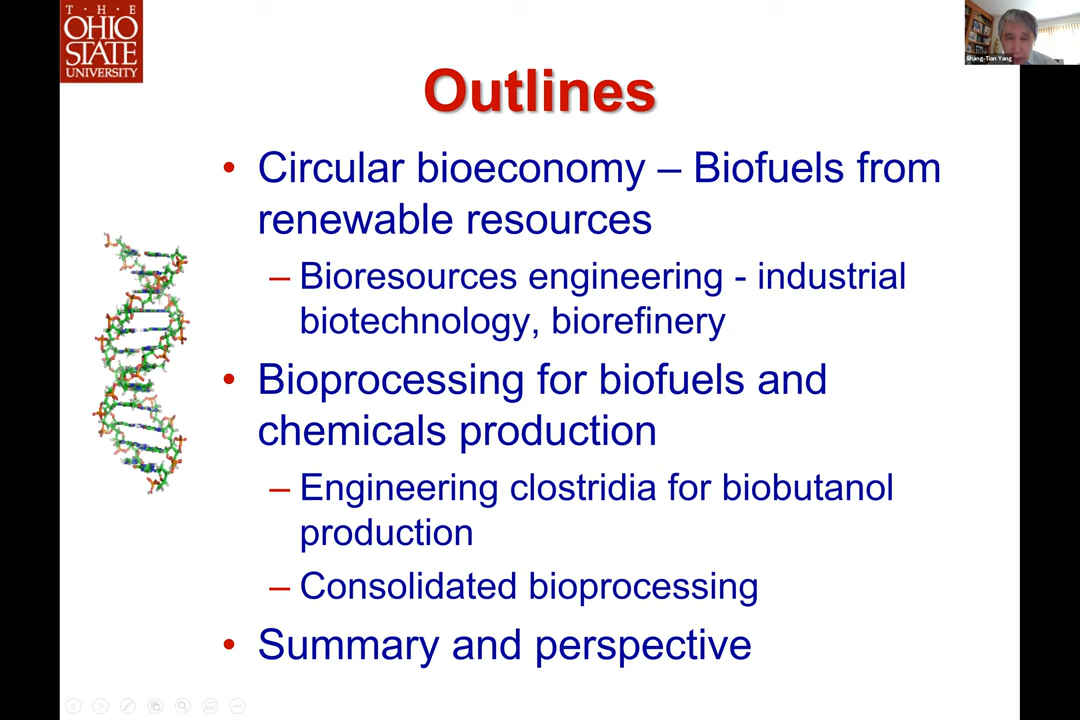 T · H · E
OHIO
STATE
UNIVERSITY
Shang-Tian Yang
Outlines
• Circular bioeconomy – Biofuels from
renewable resources
– Bioresources engineering - industrial
biotechnology, biorefinery
• Bioprocessing for biofuels and
chemicals production
– Engineering clostridia for biobutanol
production
– Consolidated bioprocessing
• Summary and perspective